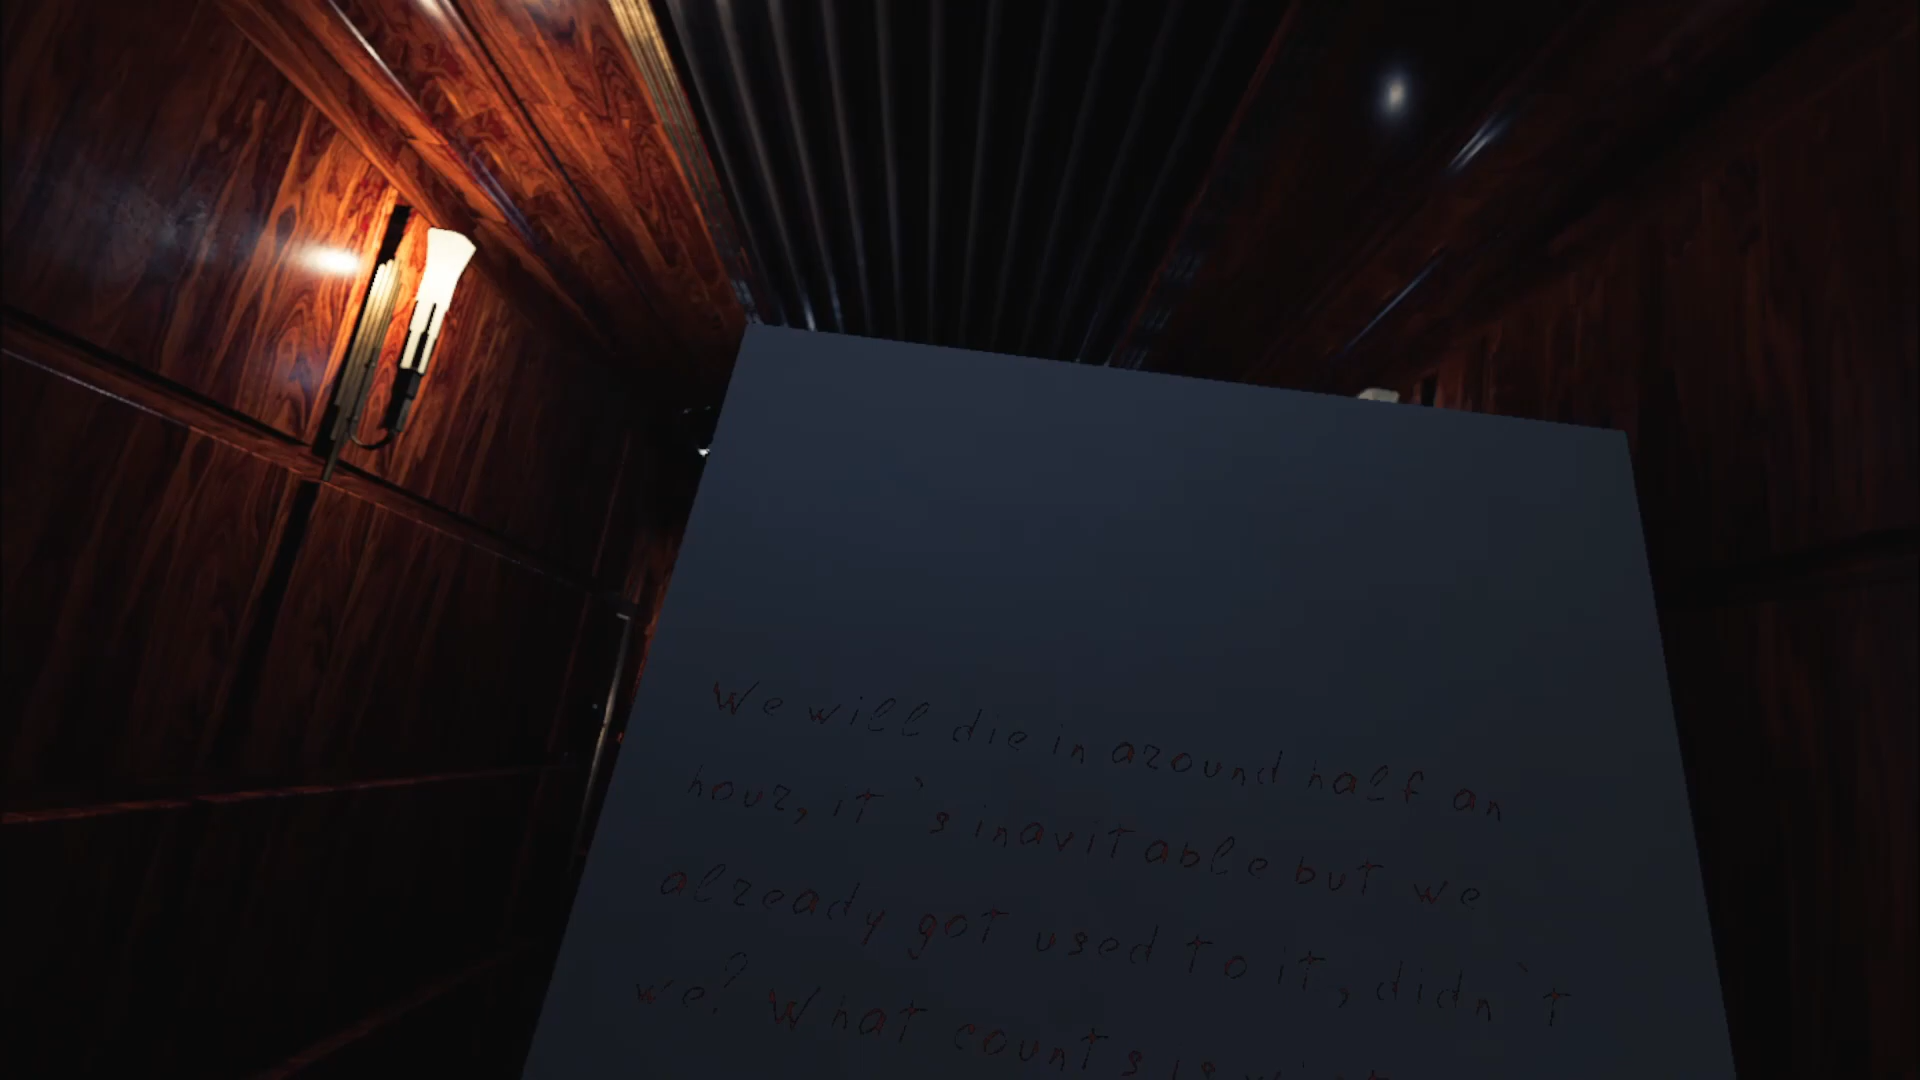 We will die in around half an
hour, it`s inavitable but we
already got used to it, didn`t
we? What counts is